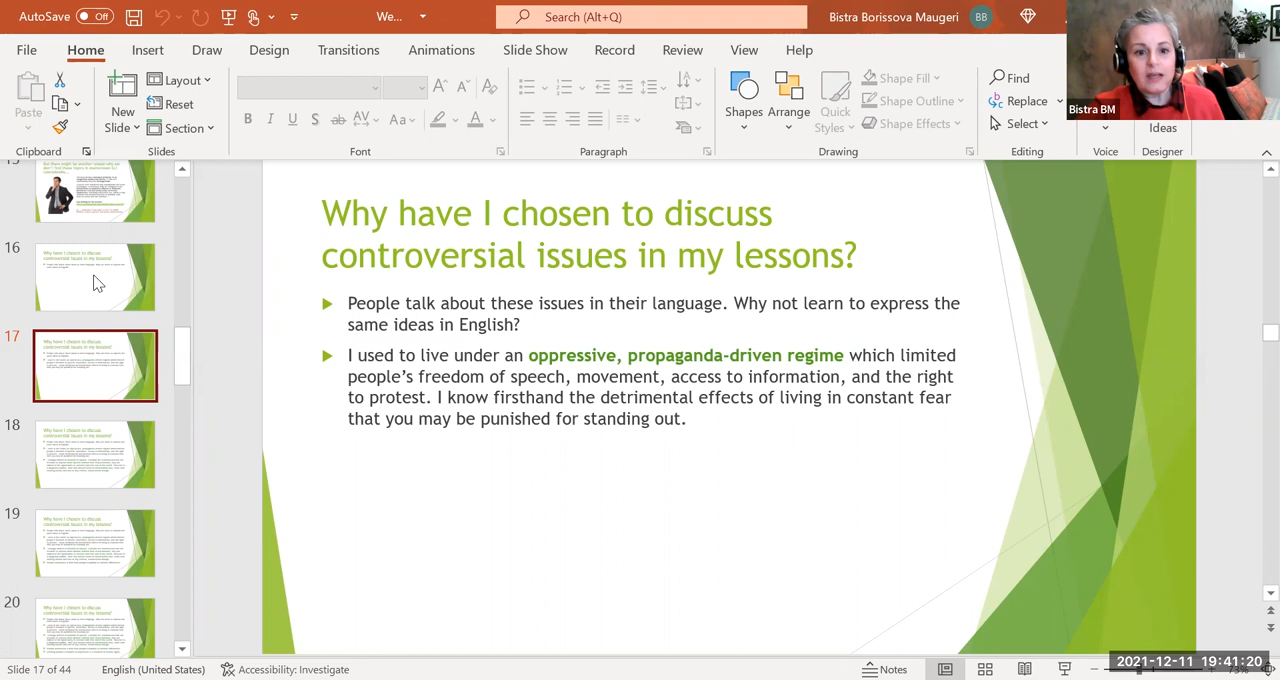 AutoSave
Off
We...
Search (Alt+Q)
Bistra Borissova Maugeri
BB
File
Home
Insert
Draw
Design
Transitions
Animations
Slide Show
Record
Review
View
Help
Paste
New
Slide
Layout
Reset
Section
B I U S ab AV Aa A
Shapes
Arrange
Quick
Styles
Shape Fill
Shape Outline
Shape Effects
Find
Replace
Select
Ideas
Clipboard
Slides
Font
Paragraph
Drawing
Editing
Voice
Designer
Bistra BM
16
17
18
19
20
Why have I chosen to discuss
controversial issues in my lessons?
People talk about these issues in their language. Why not learn to express the
same ideas in English?
I used to live under an oppressive, propaganda-driven regime which limited
people's freedom of speech, movement, access to information, and the right
to protest. I know firsthand the detrimental effects of living in constant fear
that you may be punished for standing out.
Slide 17 of 44
English (United States)
Accessibility: Investigate
Notes
2021-12-11 19:41:20